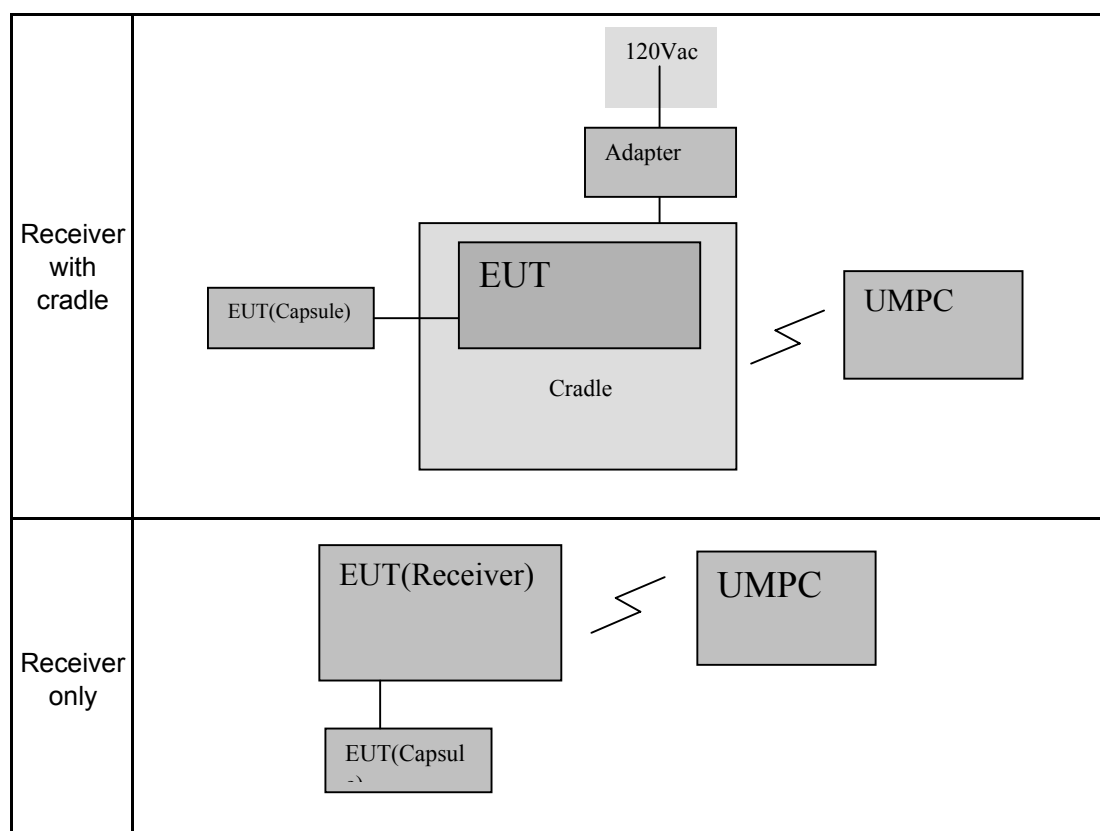 Receiver
with
cradle
120Vac
Adapter
EUT
EUT(Capsule)
UMPC
Cradle
Receiver
only
EUT(Receiver)
UMPC
EUT(Capsul
e)